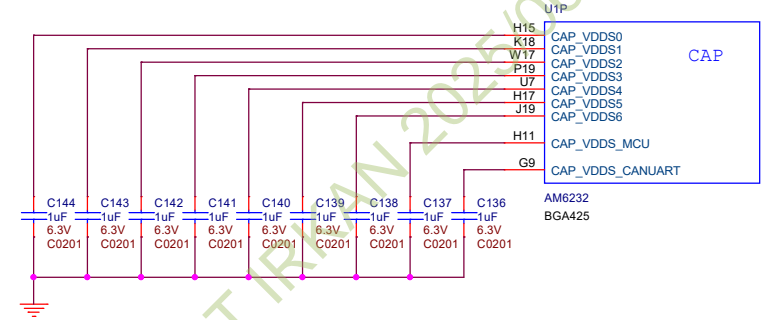 U1P
H15 CAP_VDDS0
K18 CAP_VDDS1
W17 CAP_VDDS2
P19 CAP_VDDS3
U7 CAP_VDDS4
H17 CAP_VDDS5
J19 CAP_VDDS6
CAP
H11 CAP_VDDS_MCU
G9 CAP_VDDS_CANUART
AM6232
BGA425
C144 C143 C142 C141 C140 C139 C138 C137 C136
1uF 1uF 1uF 1uF 1uF 1uF 1uF 1uF 1uF
6.3V 6.3V 6.3V 6.3V 6.3V 6.3V 6.3V 6.3V 6.3V
C0201 C0201 C0201 C0201 C0201 C0201 C0201 C0201 C0201
T IRKAN 2025/0